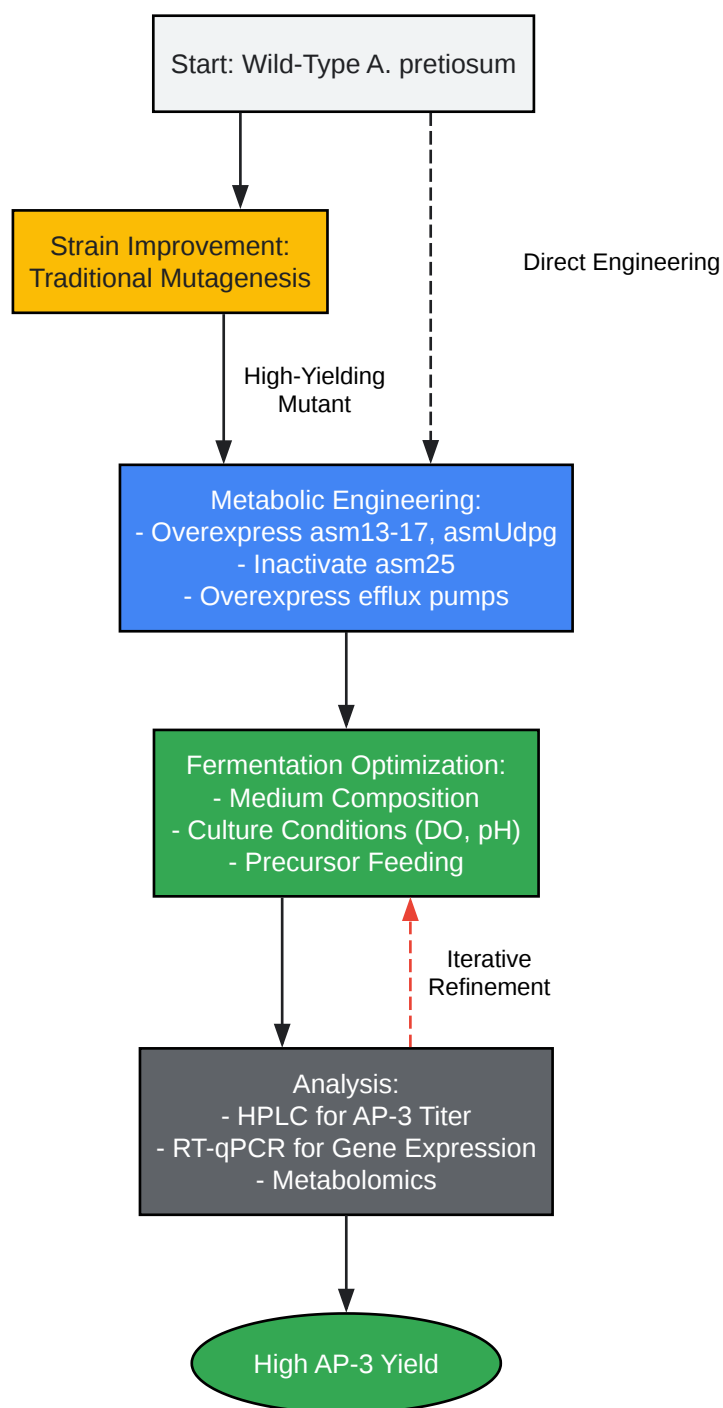 Start: Wild-Type A. pretiosum
Strain Improvement:
Traditional Mutagenesis
Direct Engineering
High-Yielding
Mutant
Metabolic Engineering:
- Overexpress asm13-17, asmUdpg
- Inactivate asm25
- Overexpress efflux pumps
Fermentation Optimization:
- Medium Composition
- Culture Conditions (DO, pH)
- Precursor Feeding
Iterative
Refinement
Analysis:
- HPLC for AP-3 Titer
- RT-qPCR for Gene Expression
- Metabolomics
High AP-3 Yield